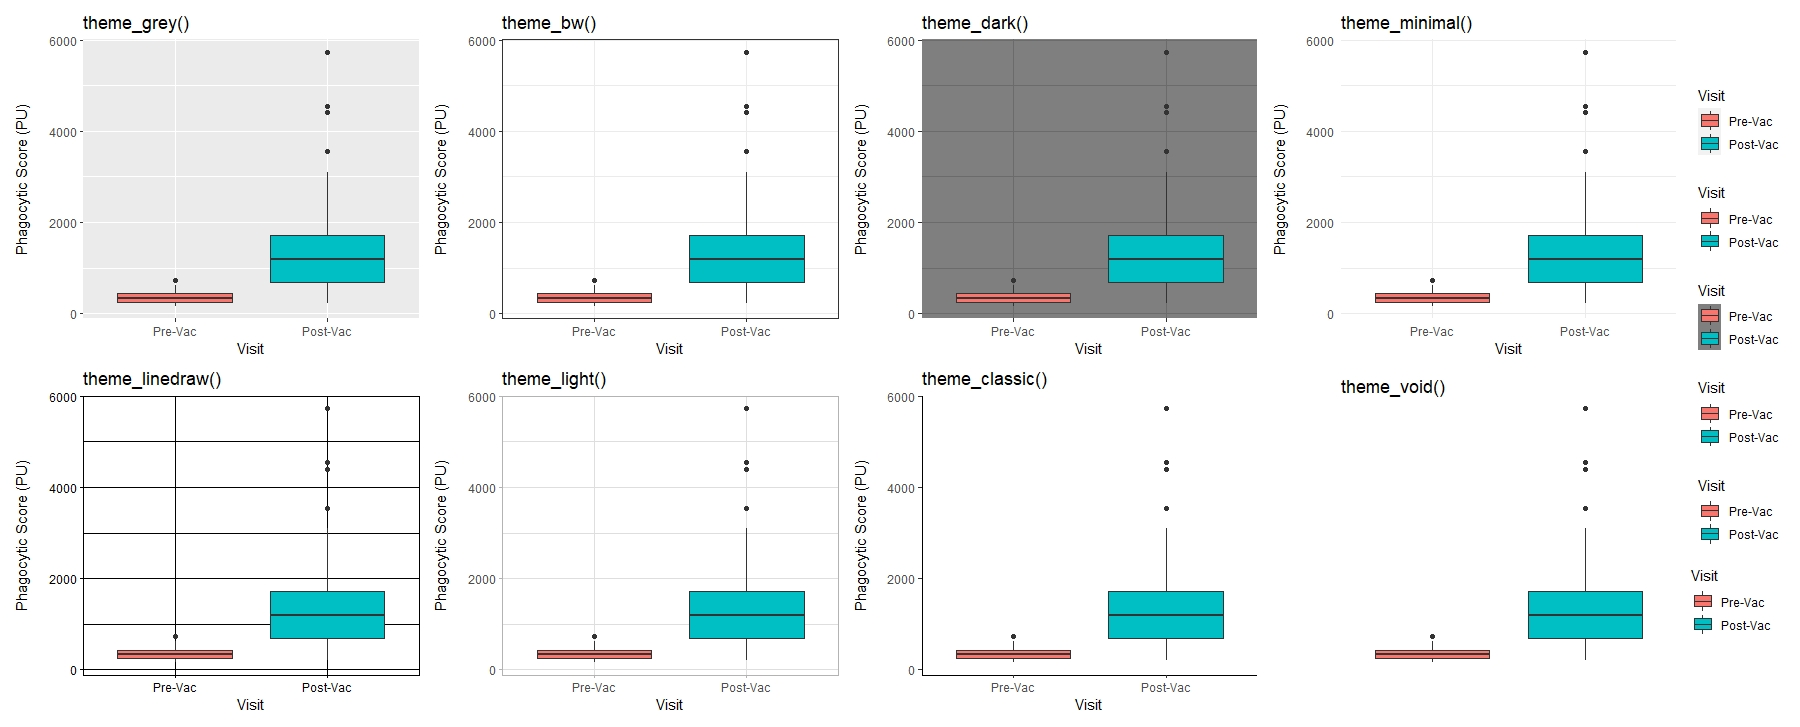 theme_grey()
6000
4000
2000
0
Phagocytic Score (PU)
Pre-Vac
Post-Vac
Visit
theme_bw()
6000
4000
2000
0
Phagocytic Score (PU)
Pre-Vac
Post-Vac
Visit
theme_dark()
6000
4000
2000
0
Phagocytic Score (PU)
Pre-Vac
Post-Vac
Visit
theme_minimal()
6000
4000
2000
0
Phagocytic Score (PU)
Pre-Vac
Post-Vac
Visit
theme_linedraw()
6000
4000
2000
0
Phagocytic Score (PU)
Pre-Vac
Post-Vac
Visit
theme_light()
6000
4000
2000
0
Phagocytic Score (PU)
Pre-Vac
Post-Vac
Visit
theme_classic()
6000
4000
2000
0
Phagocytic Score (PU)
Pre-Vac
Post-Vac
Visit
theme_void()
Visit
Pre-Vac
Post-Vac
Visit
Pre-Vac
Post-Vac
Visit
Pre-Vac
Post-Vac
Visit
Pre-Vac
Post-Vac
Visit
Pre-Vac
Post-Vac
Visit
Pre-Vac
Post-Vac